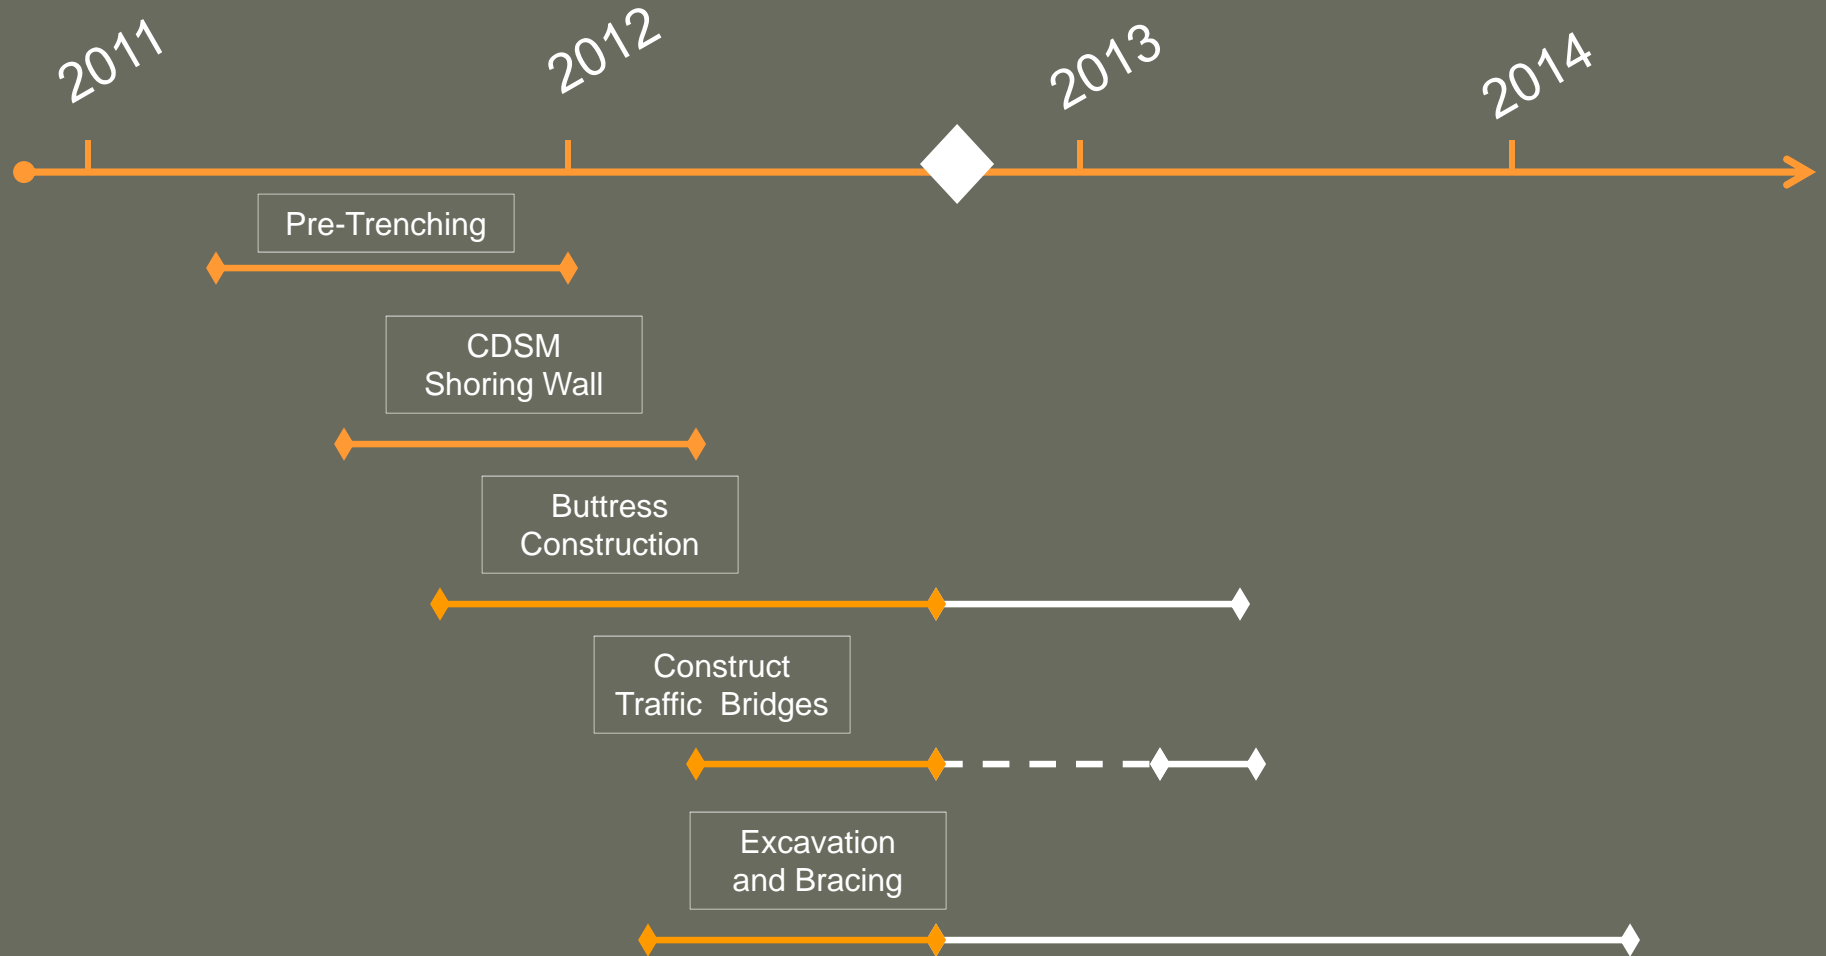 2011
2012
2013
2014
Pre-Trenching
CDSM
Shoring Wall
Buttress
Construction
Construct
Traffic  Bridges
Excavation
and Bracing